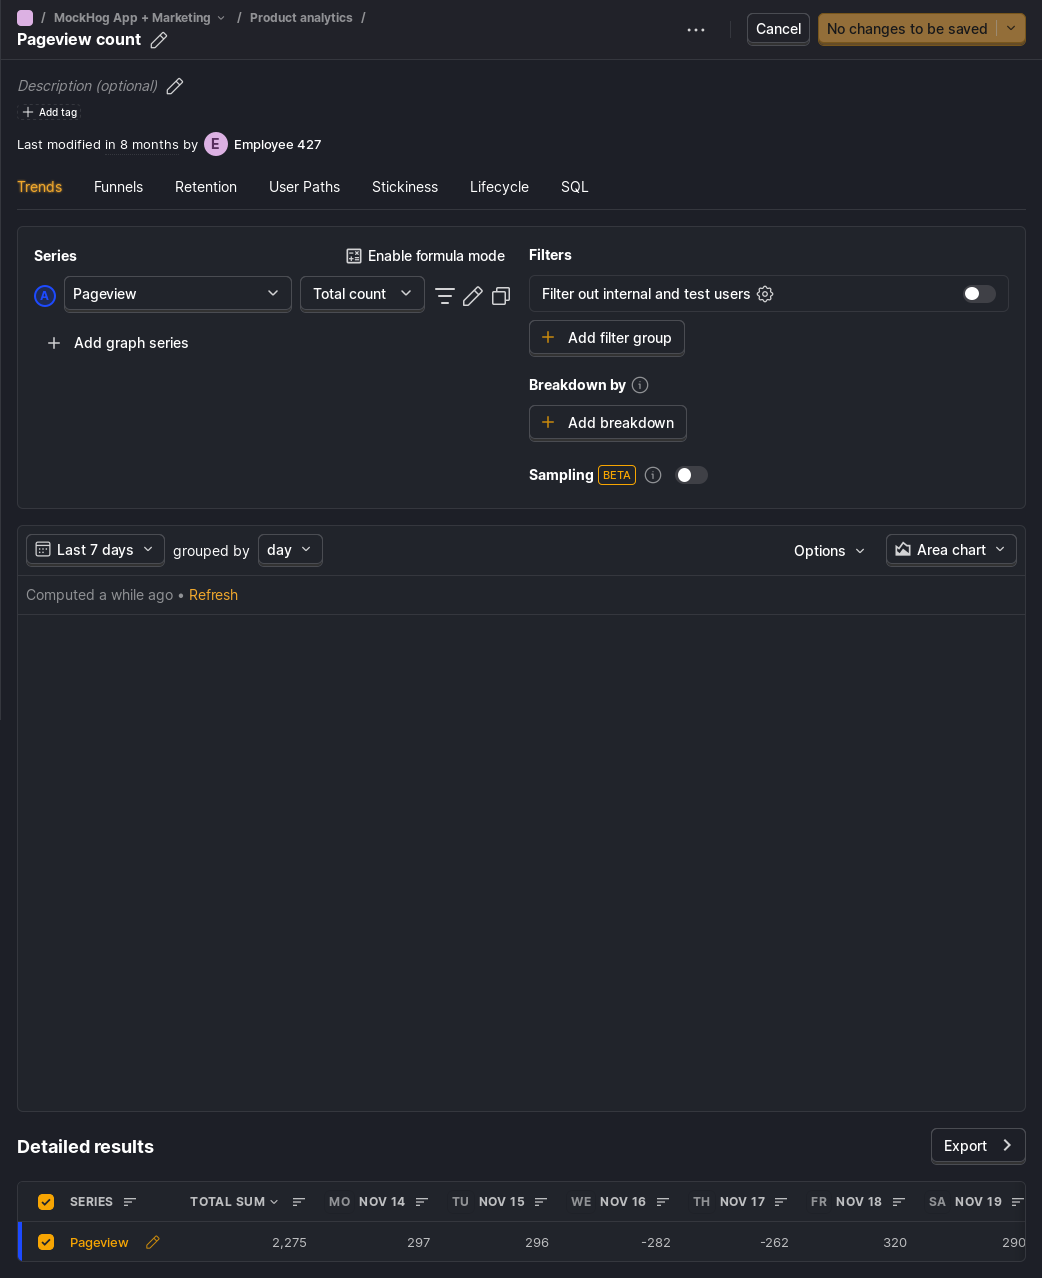 / MockHog App + Marketing / Product analytics /
Pageview count
Cancel
No changes to be saved
Description (optional)
Add tag
Last modified in 8 months by E Employee 427
Trends Funnels Retention User Paths Stickiness Lifecycle SQL
Series
Enable formula mode
A Pageview Total count
Add graph series
Filters
Filter out internal and test users
Add filter group
Breakdown by
Add breakdown
Sampling BETA
Last 7 days grouped by day
Options Area chart
Computed a while ago • Refresh
Detailed results
Export
SERIES TOTAL SUM MO NOV 14 TU NOV 15 WE NOV 16 TH NOV 17 FR NOV 18 SA NOV 19
Pageview 2,275 297 296 -282 -262 320 290